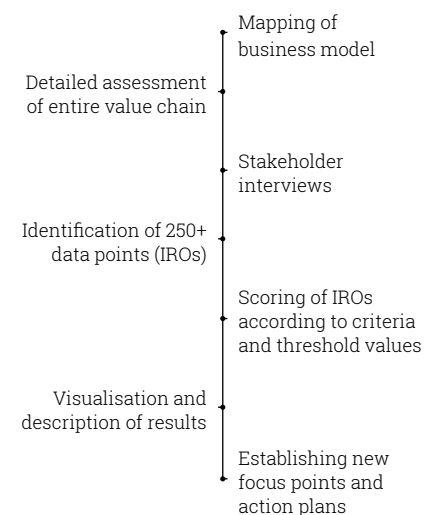 Mapping of
business model
Detailed assessment
of entire value chain
Stakeholder
interviews
Identification of 250+
data points (IROs)
Scoring of IROs
according to criteria
and threshold values
Visualisation and
description of results
Establishing new
focus points and
action plans